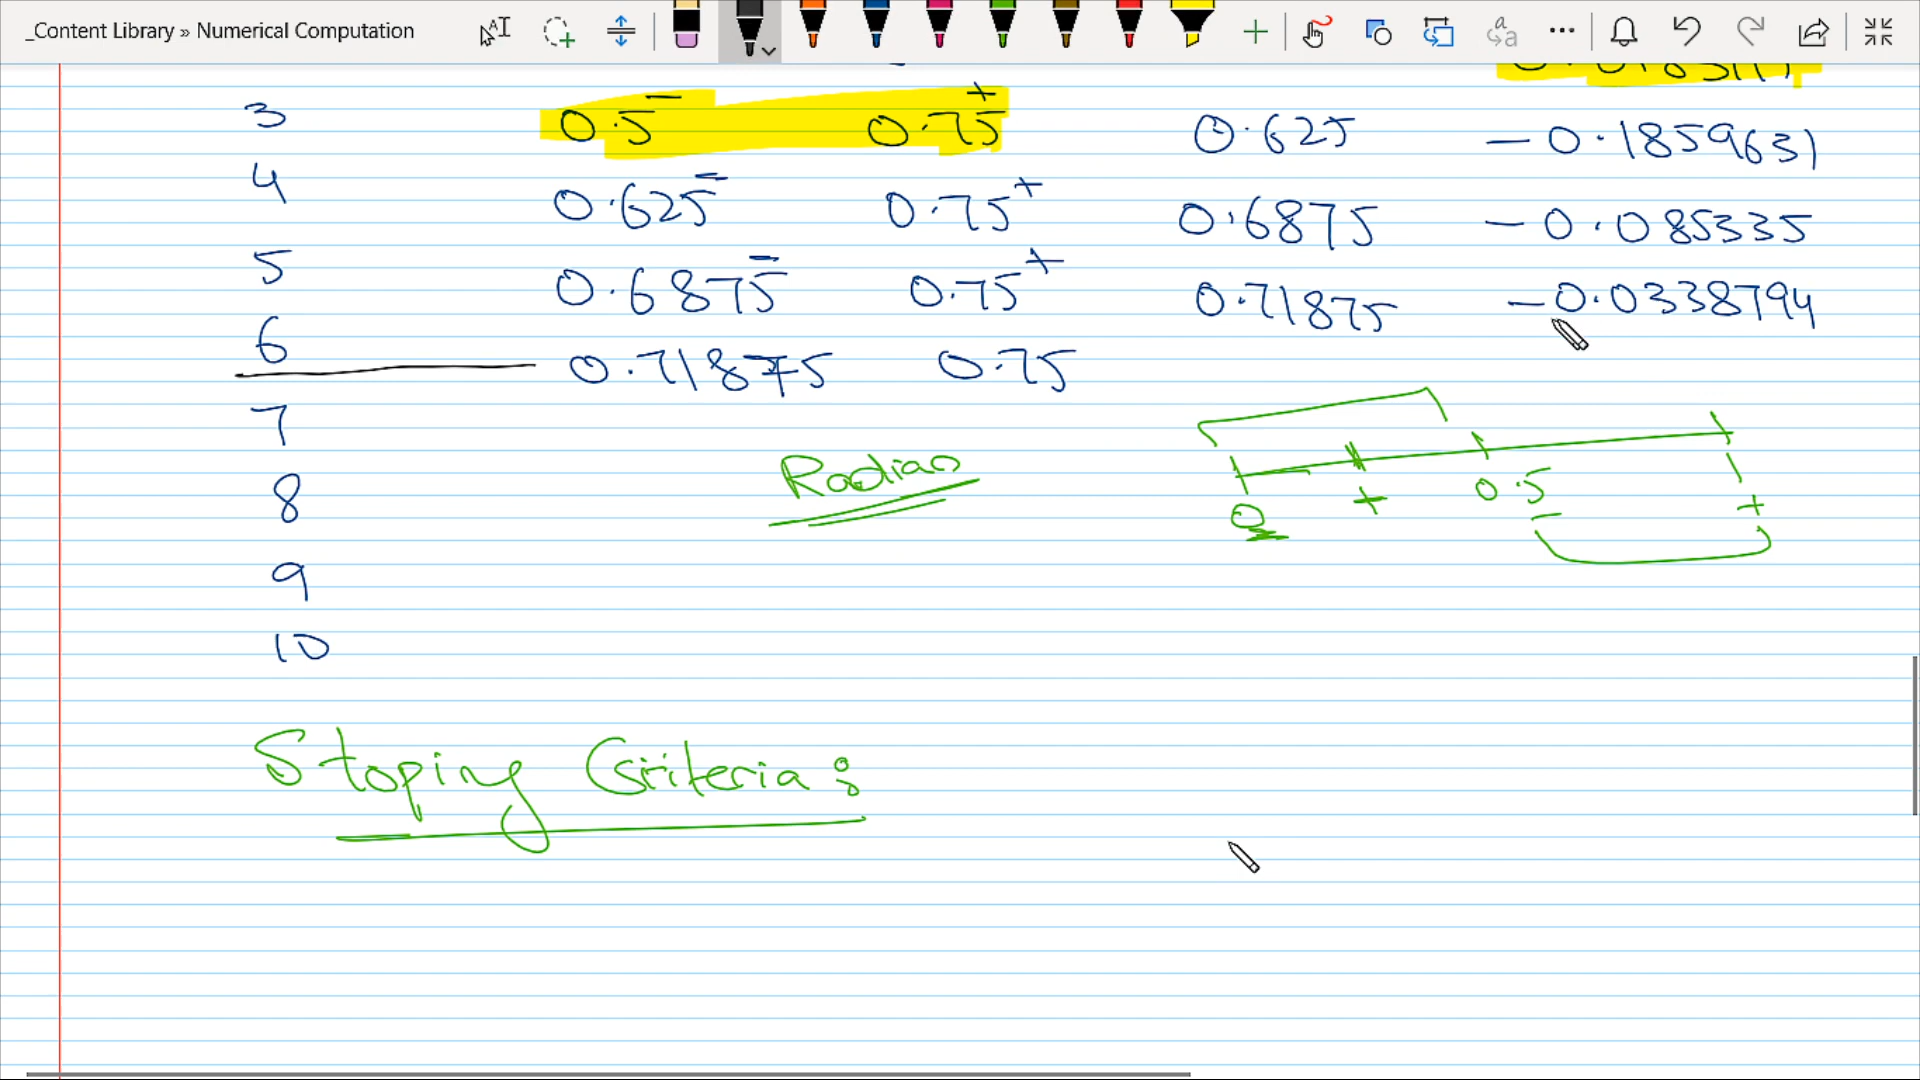 _Content Library » Numerical Computation
3 0.5 − 0.75 + 0.625 − 0.1859631
4 0.625 − 0.75 + 0.6875 − 0.085335
5 0.6875 − 0.75 + 0.71875 − 0.0338794
6 0.71875 0.75
7
Radian
0 + 0.5 − +
8
9
10
Stoping Criteria :